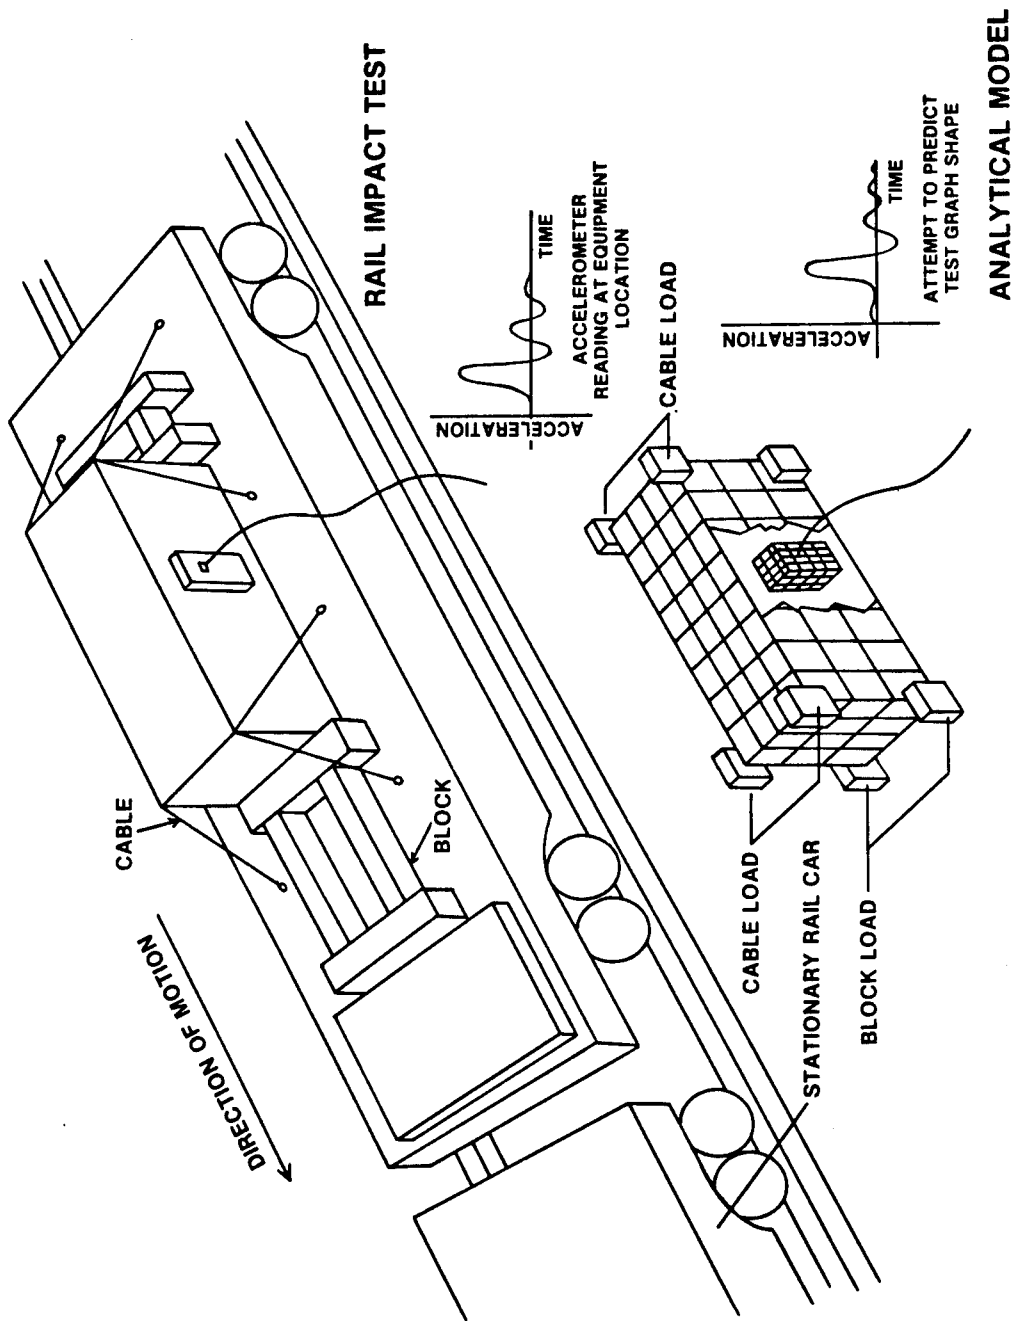 CABLE
DIRECTION OF MOTION
BLOCK
RAIL IMPACT TEST
ACCELERATION
TIME
ACCELEROMETER
READING AT EQUIPMENT
LOCATION
CABLE LOAD
CABLE LOAD
STATIONARY RAIL CAR
BLOCK LOAD
ACCELERATION
TIME
ATTEMPT TO PREDICT
TEST GRAPH SHAPE
ANALYTICAL MODEL